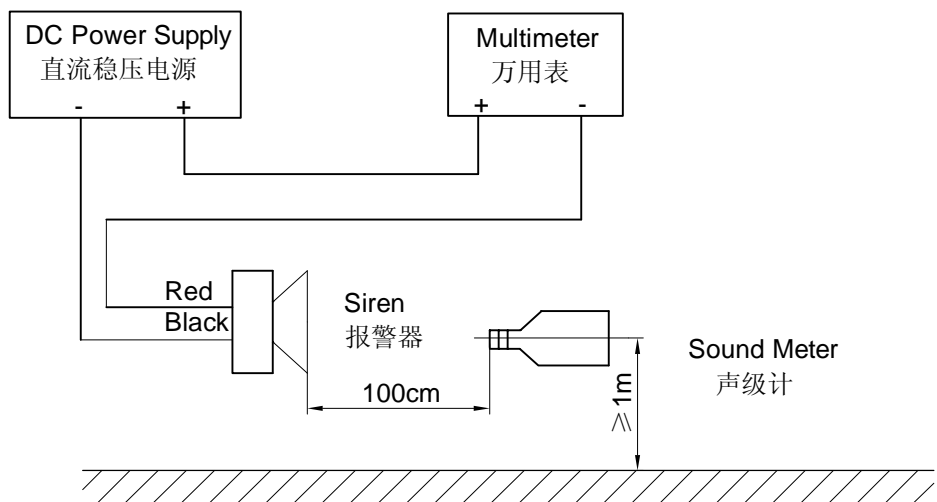 DC Power Supply
直流稳压电源
- +
Multimeter
万用表
+ -
Red
Black
Siren
报警器
100cm
≥1m
Sound Meter
声级计